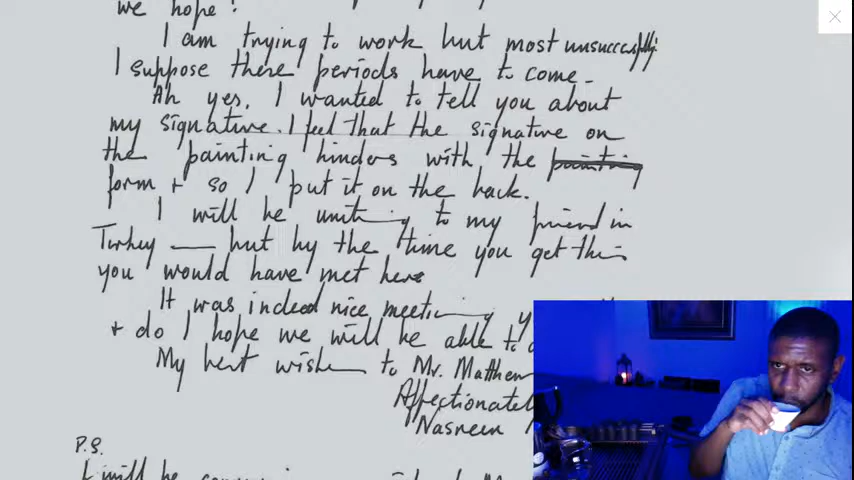 we hope?
I am trying to work but most unsuccessfully.
I suppose these periods have to come –
Ah yes, I wanted to tell you about
my signature. I feel that the signature on
the painting hinders with the painting
form + so I put it on the back.
I will be writing to my friend in
Turkey — but by the time you get this
you would have met her
It was indeed nice meeting
+ do I hope we will be able to
My best wishes to Mr. Matthew
Affectionately
Nasreen
P.S.
I will be